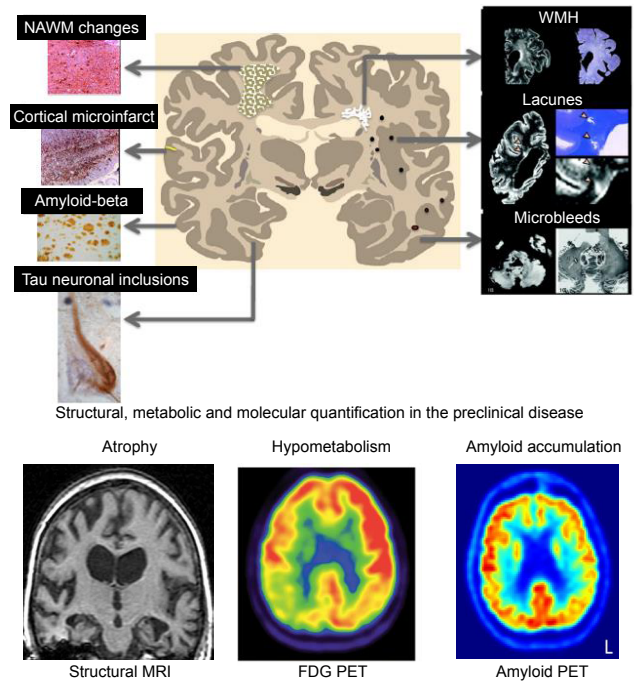 NAWM changes
Cortical microinfarct
Amyloid-beta
Tau neuronal inclusions
WMH
Lacunes
Microbleeds
Structural, metabolic and molecular quantification in the preclinical disease
Atrophy
Hypometabolism
Amyloid accumulation
L
Structural MRI
FDG PET
Amyloid PET